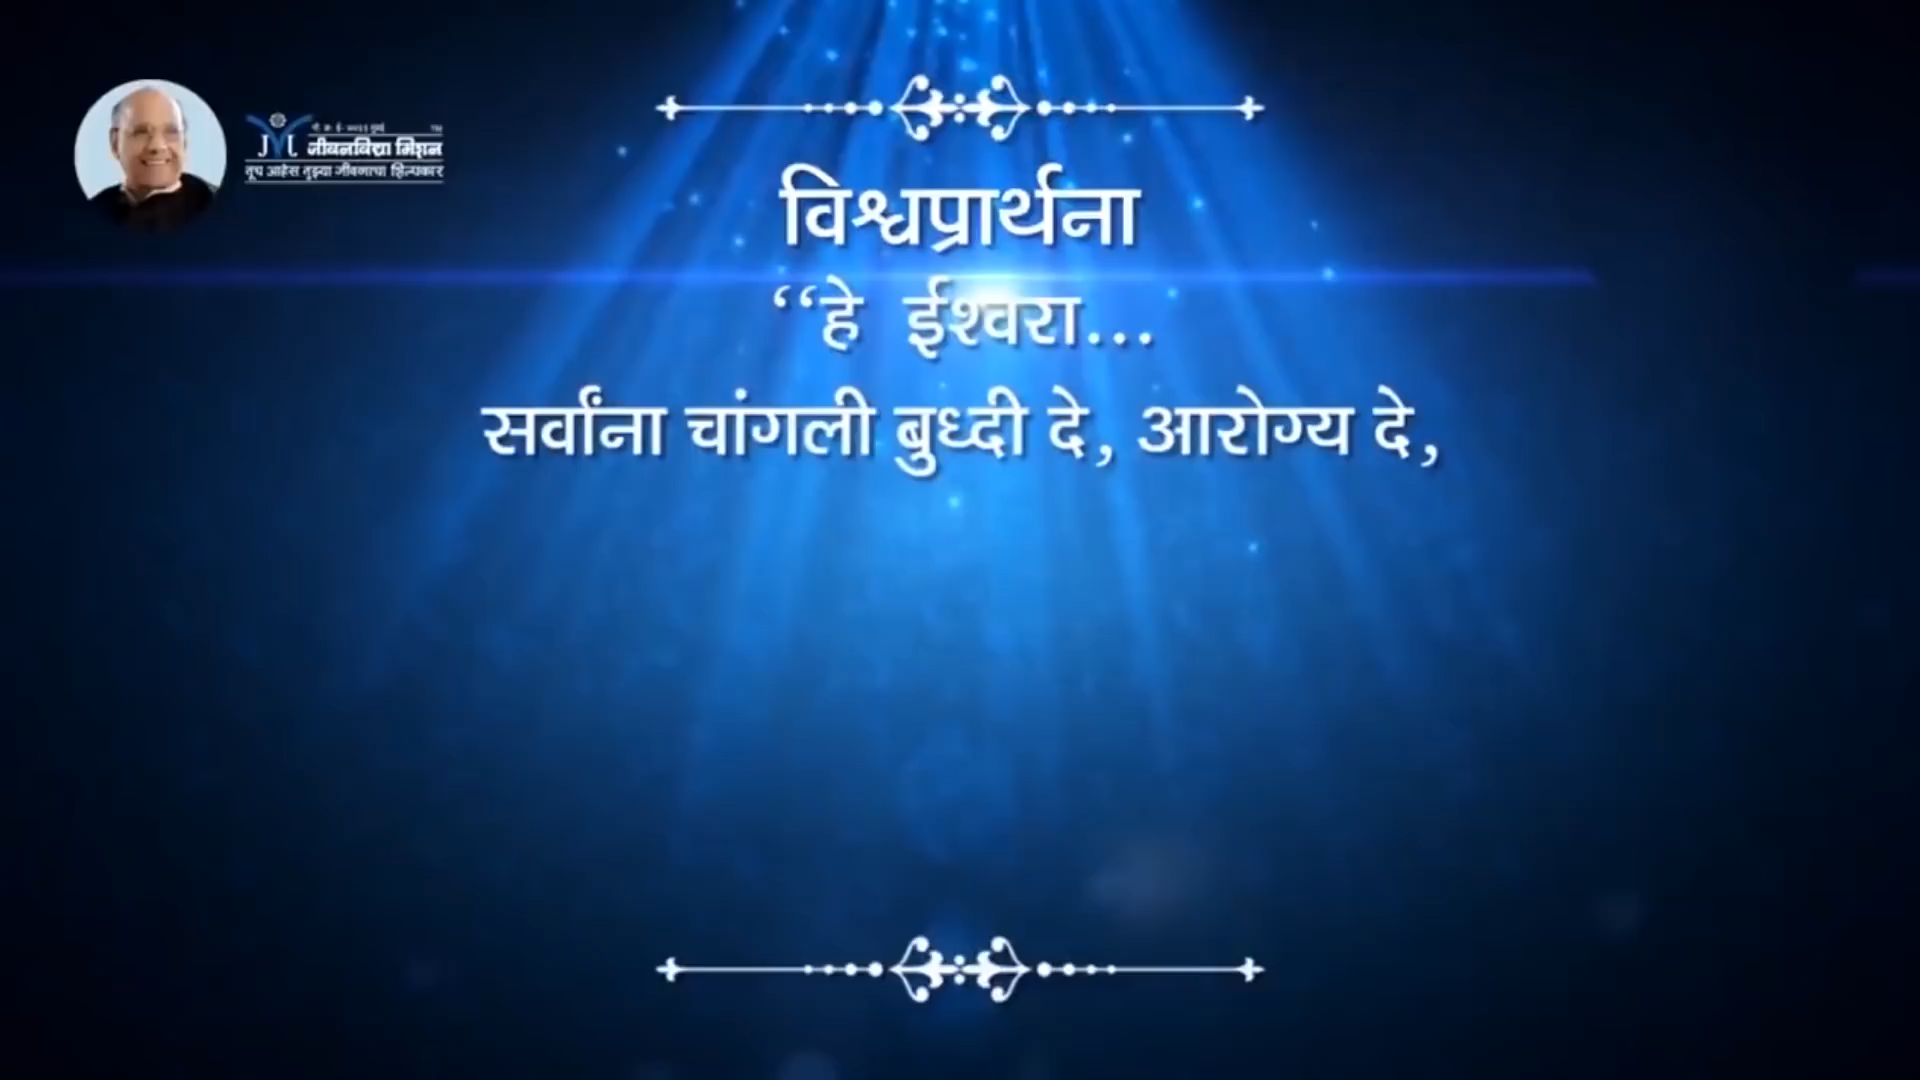 जीवनविद्या मिशन
तूच आहेस तुझ्या जीवनाचा शिल्पकार
विश्वप्रार्थना
“हे ईश्वरा...
सर्वांना चांगली बुध्दी दे, आरोग्य दे,